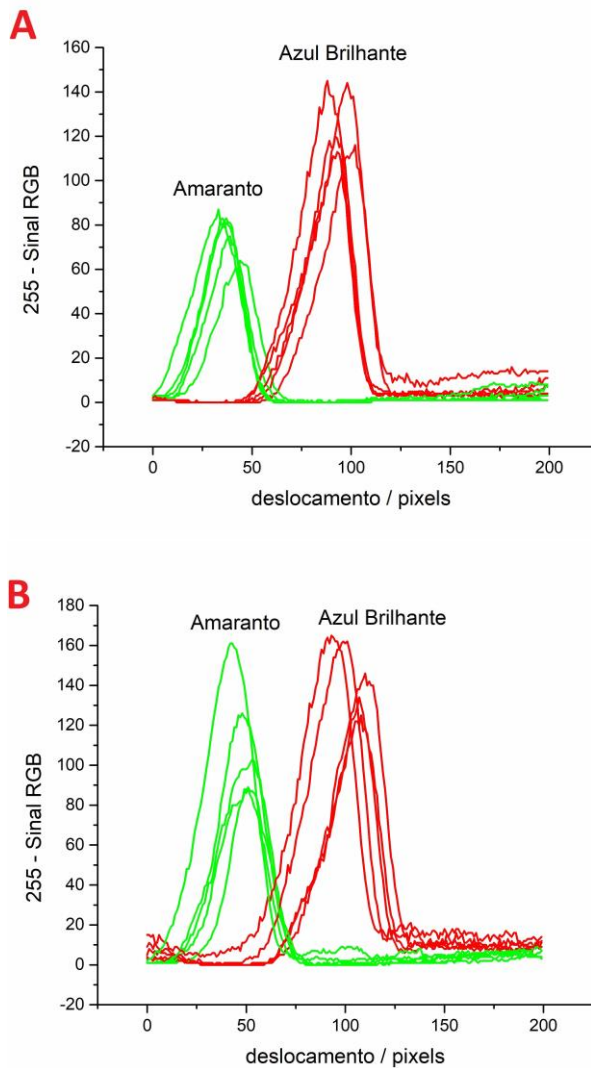 A
160
140
120
100
80
60
40
20
0
-20
255 - Sinal RGB
Azul Brilhante
Amaranto
0 50 100 150 200
deslocamento / pixels
B
180
160
140
120
100
80
60
40
20
0
-20
255 - Sinal RGB
Amaranto
Azul Brilhante
0 50 100 150 200
deslocamento / pixels